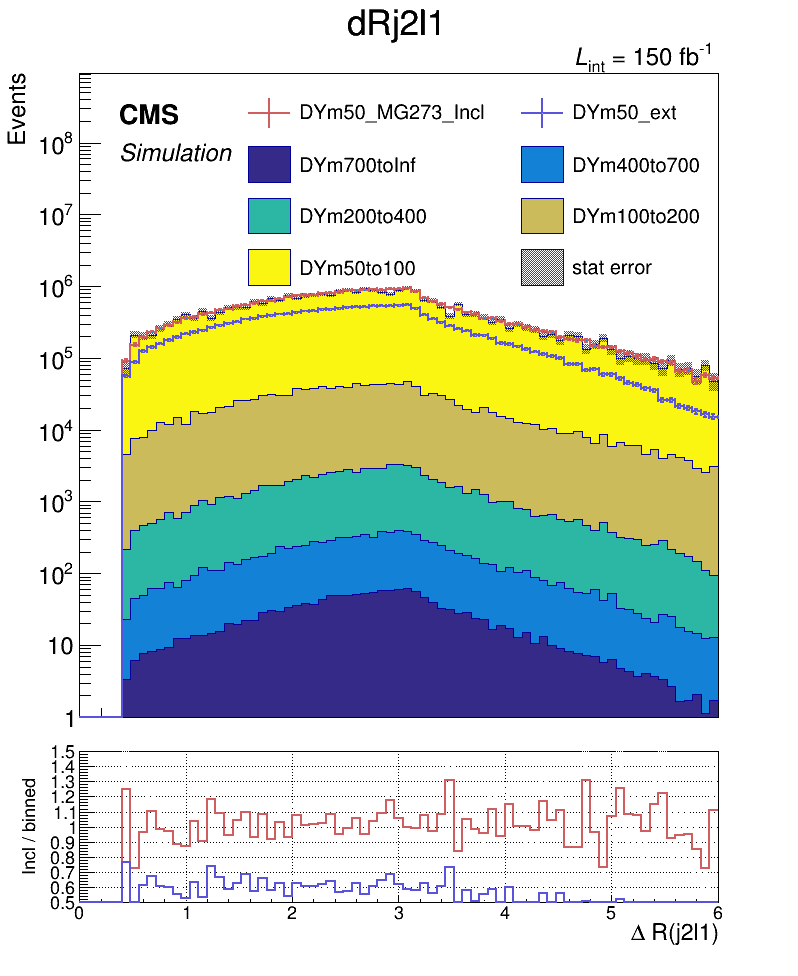 dRj2l1
L_int = 150 fb^-1
Events
CMS
Simulation
DYm50_MG273_Incl
DYm50_ext
DYm700toInf
DYm400to700
DYm200to400
DYm100to200
DYm50to100
stat error
10^8
10^7
10^6
10^5
10^4
10^3
10^2
10
1
Incl / binned
1.5
1.4
1.3
1.2
1.1
1
0.9
0.8
0.7
0.6
0.5
0 1 2 3 4 5 6
Δ R(j2l1)